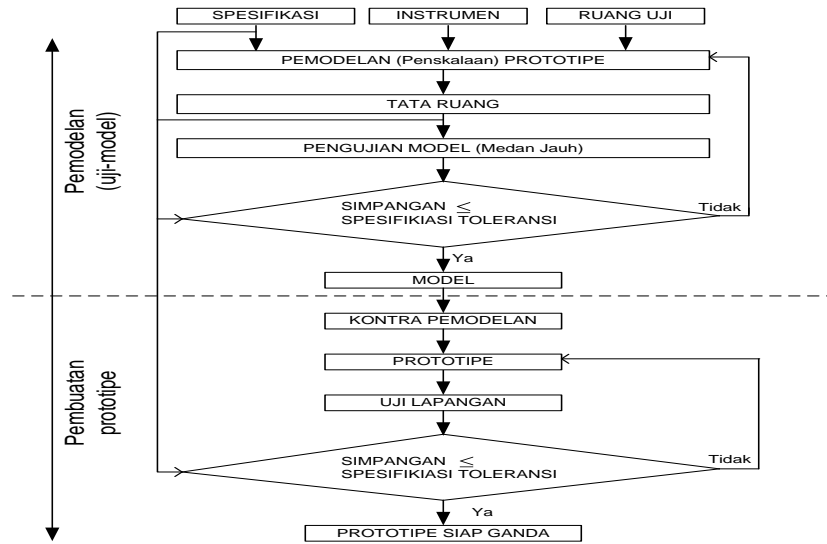 SPESIFIKASI
INSTRUMEN
RUANG UJI
PEMODELAN (Penskalaan) PROTOTIPE
TATA RUANG
PENGUJIAN MODEL (Medan Jauh)
Pemodelan
(uji-model)
SIMPANGAN ≤
SPESIFIKIASI TOLERANSI
Tidak
Ya
MODEL
KONTRA PEMODELAN
PROTOTIPE
UJI LAPANGAN
Pembuatan
prototipe
SIMPANGAN ≤
SPESIFIKIASI TOLERANSI
Tidak
Ya
PROTOTIPE SIAP GANDA